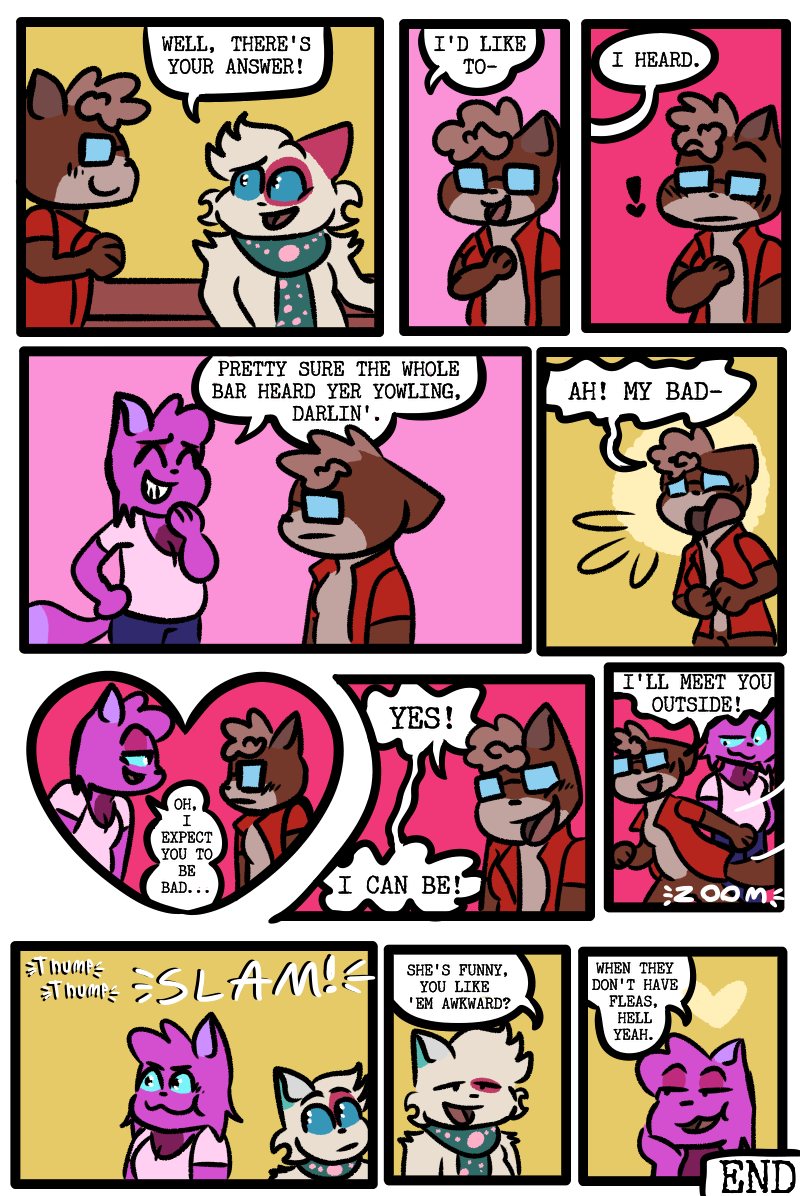 WELL, THERE'S
YOUR ANSWER!
I'D LIKE
TO-
I HEARD.
PRETTY SURE THE WHOLE
BAR HEARD YER YOWLING,
DARLIN'.
AH! MY BAD-
OH,
I
EXPECT
YOU TO
BE
BAD...
YES!
I CAN BE!
I'LL MEET YOU
OUTSIDE!
ZOOM
Thump
Thump
SLAM!
SHE'S FUNNY,
YOU LIKE
'EM AWKWARD?
WHEN THEY
DON'T HAVE
FLEAS,
HELL
YEAH.
END